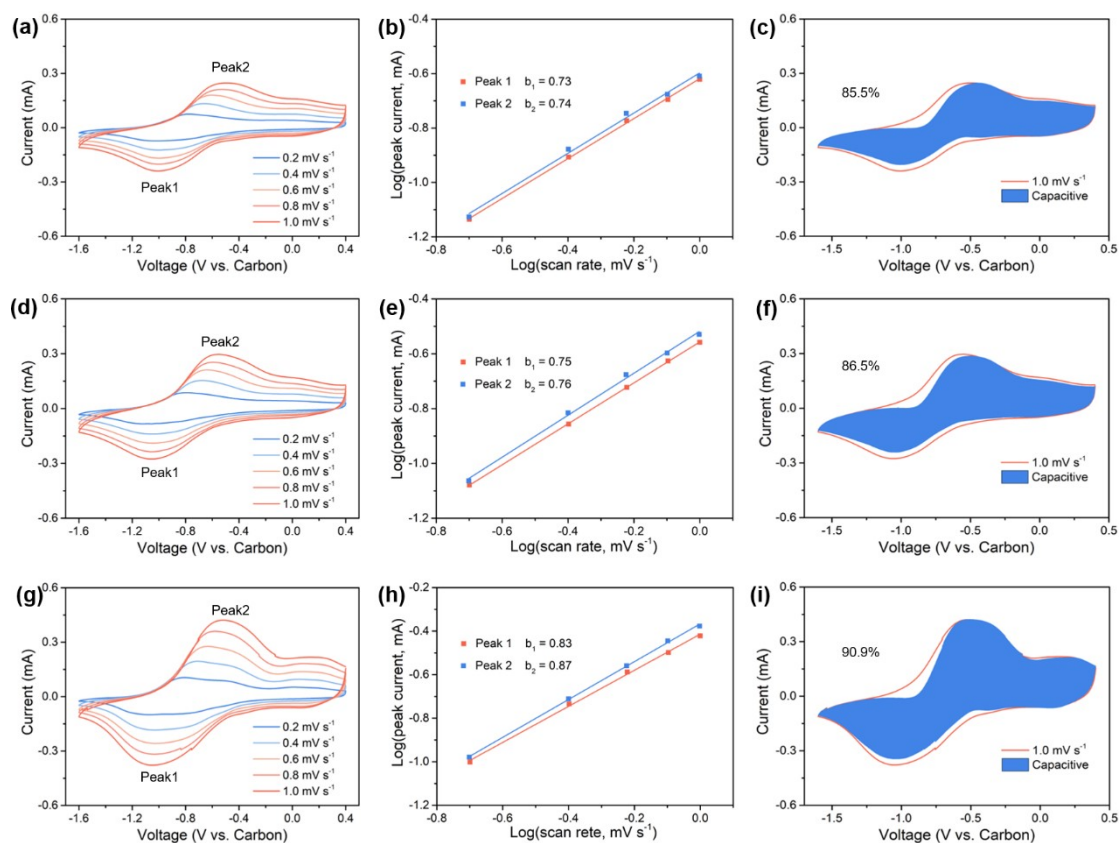 (a)
0.6
0.3
0.0
-0.3
-0.6
Current (mA)
Peak2
Peak1
0.2 mV s⁻¹
0.4 mV s⁻¹
0.6 mV s⁻¹
0.8 mV s⁻¹
1.0 mV s⁻¹
-1.6 -1.2 -0.8 -0.4 0.0 0.4
Voltage (V vs. Carbon)
(b)
-0.4
-0.6
-0.8
-1.0
-1.2
Log(peak current, mA)
Peak 1 b₁ = 0.73
Peak 2 b₂ = 0.74
-0.8 -0.6 -0.4 -0.2 0.0
Log(scan rate, mV s⁻¹)
(c)
0.6
0.3
0.0
-0.3
-0.6
Current (mA)
85.5%
1.0 mV s⁻¹
Capacitive
-1.5 -1.0 -0.5 0.0 0.5
Voltage (V vs. Carbon)
(d)
0.6
0.3
0.0
-0.3
-0.6
Current (mA)
Peak2
Peak1
0.2 mV s⁻¹
0.4 mV s⁻¹
0.6 mV s⁻¹
0.8 mV s⁻¹
1.0 mV s⁻¹
-1.6 -1.2 -0.8 -0.4 0.0 0.4
Voltage (V vs. Carbon)
(e)
-0.4
-0.6
-0.8
-1.0
-1.2
Log(peak current, mA)
Peak 1 b₁ = 0.75
Peak 2 b₂ = 0.76
-0.8 -0.6 -0.4 -0.2 0.0
Log(scan rate, mV s⁻¹)
(f)
0.6
0.3
0.0
-0.3
-0.6
Current (mA)
86.5%
1.0 mV s⁻¹
Capacitive
-1.5 -1.0 -0.5 0.0 0.5
Voltage (V vs. Carbon)
(g)
0.6
0.3
0.0
-0.3
-0.6
Current (mA)
Peak2
Peak1
0.2 mV s⁻¹
0.4 mV s⁻¹
0.6 mV s⁻¹
0.8 mV s⁻¹
1.0 mV s⁻¹
-1.6 -1.2 -0.8 -0.4 0.0 0.4
Voltage (V vs. Carbon)
(h)
-0.2
-0.4
-0.6
-0.8
-1.0
-1.2
Log(peak current, mA)
Peak 1 b₁ = 0.83
Peak 2 b₂ = 0.87
-0.8 -0.6 -0.4 -0.2 0.0
Log(scan rete, mV s⁻¹)
(i)
0.6
0.3
0.0
-0.3
-0.6
Current (mA)
90.9%
1.0 mV s⁻¹
Capacitive
-1.5 -1.0 -0.5 0.0 0.5
Voltage (V vs. Carbon)